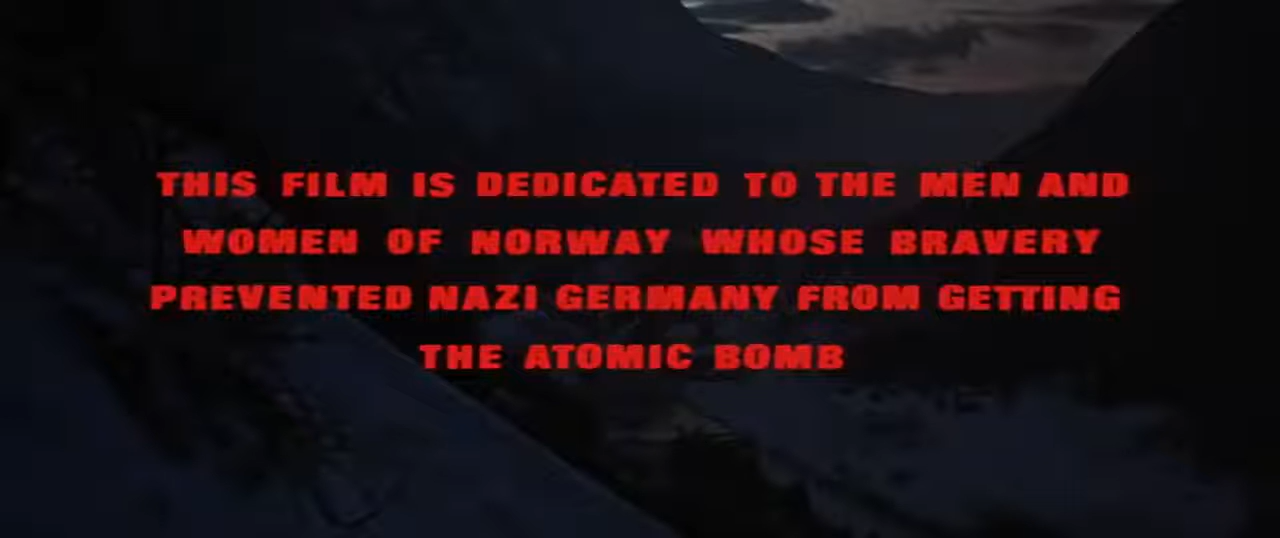 THIS FILM IS DEDICATED TO THE MEN AND
WOMEN OF NORWAY WHOSE BRAVERY
PREVENTED NAZI GERMANY FROM GETTING
THE ATOMIC BOMB